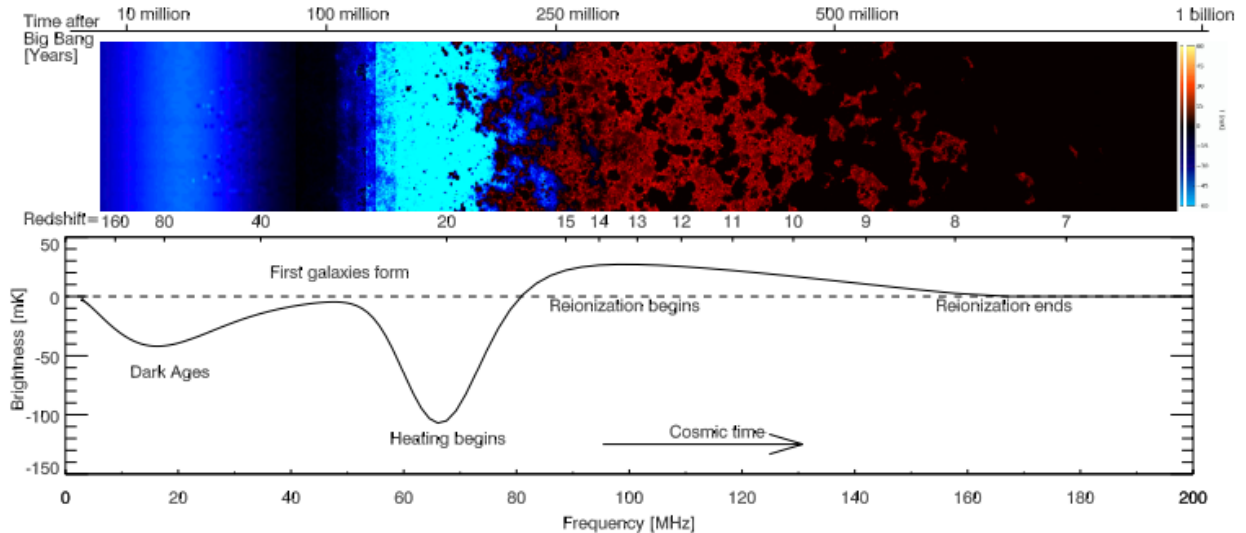 Time after
Big Bang
[Years]
10 million 100 million 250 million 500 million 1 billion
Redshift= 160 80 40 20 15 14 13 12 11 10 9 8 7
50
0
-50
-100
-150
Brightness [mK]
First galaxies form
Reionization begins
Reionization ends
Dark Ages
Heating begins
Cosmic time
0 20 40 60 80 100 120 140 160 180 200
Frequency [MHz]